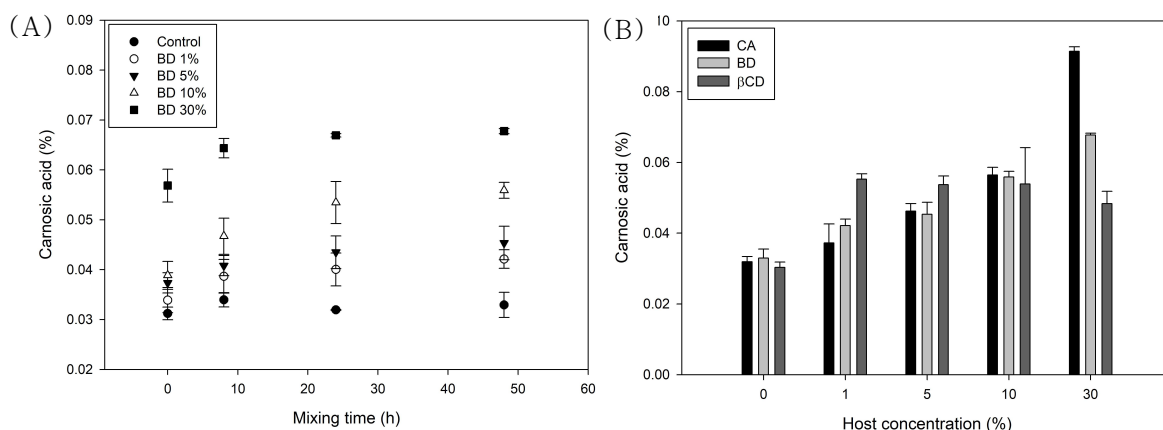 (A)
Carnosic acid (%)
0.09
0.08
0.07
0.06
0.05
0.04
0.03
0.02
Control
BD 1%
BD 5%
BD 10%
BD 30%
0 10 20 30 40 50 60
Mixing time (h)
(B)
Carnosic acid (%)
0.10
0.08
0.06
0.04
0.02
0.00
CA
BD
βCD
0 1 5 10 30
Host concentration (%)